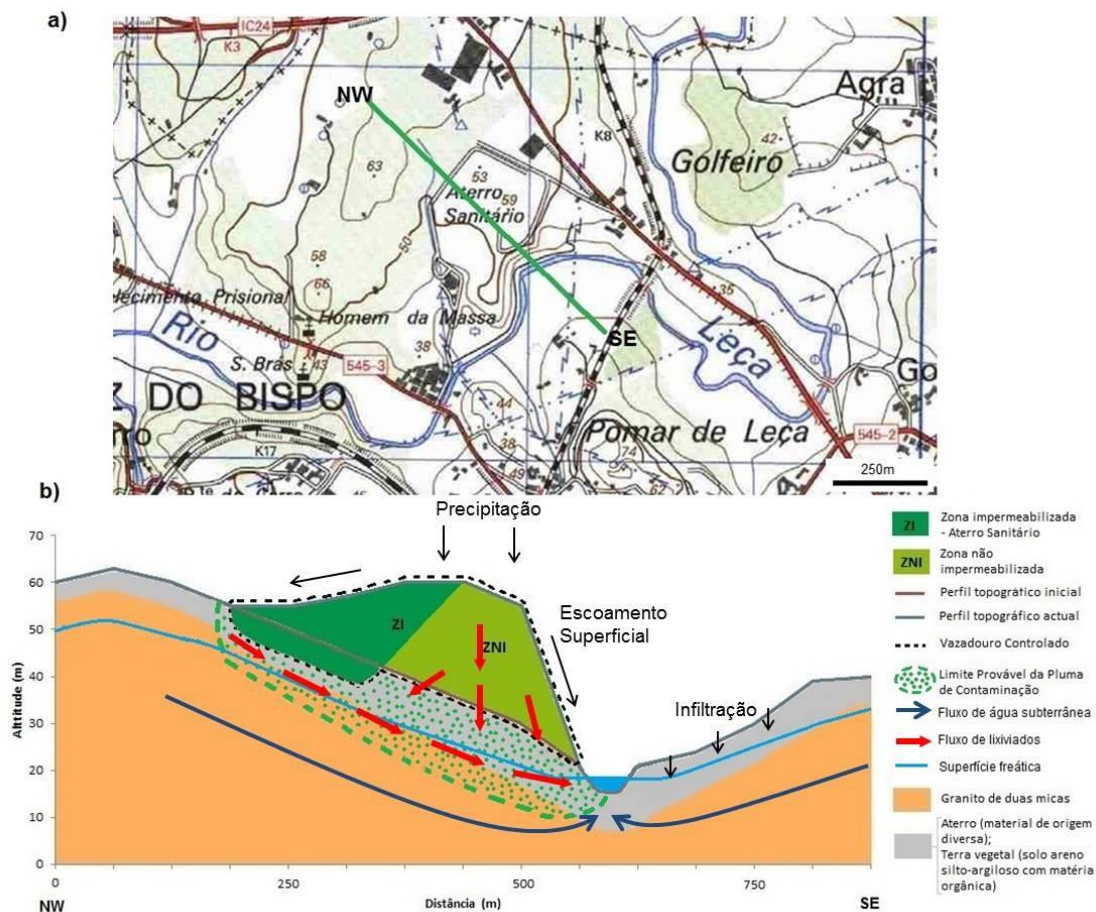 a)
IC24
K3
NW
63
53
Aterro
59
Sanitário
50
58
66
K8
Golfeiro
42
Agra
ecimento Prisional
Homem da Massa
Rio
S. Brás
43
38
545-3
Z DO BISPO
K17
SE
Leça
35
44
38
49
74
Pomar de Leça
Go
545-2
250m
b)
Precipitação
Escoamento
Superficial
Infiltração
ZI
ZNI
Altitude (m)
70
60
50
40
30
20
10
0
0
250
500
750
NW
Distância (m)
SE
ZI
Zona impermeabilizada
- Aterro Sanitário
ZNI
Zona não
impermeabilizada
Perfil topográfico inicial
Perfil topográfico actual
Vazadouro Controlado
Limite Provável da Pluma
de Contaminação
Fluxo de água subterrânea
Fluxo de lixiviados
Superfície freática
Granito de duas micas
Aterro (material de origem
diversa);
Terra vegetal (solo areno
silto-argiloso com matéria
orgânica)